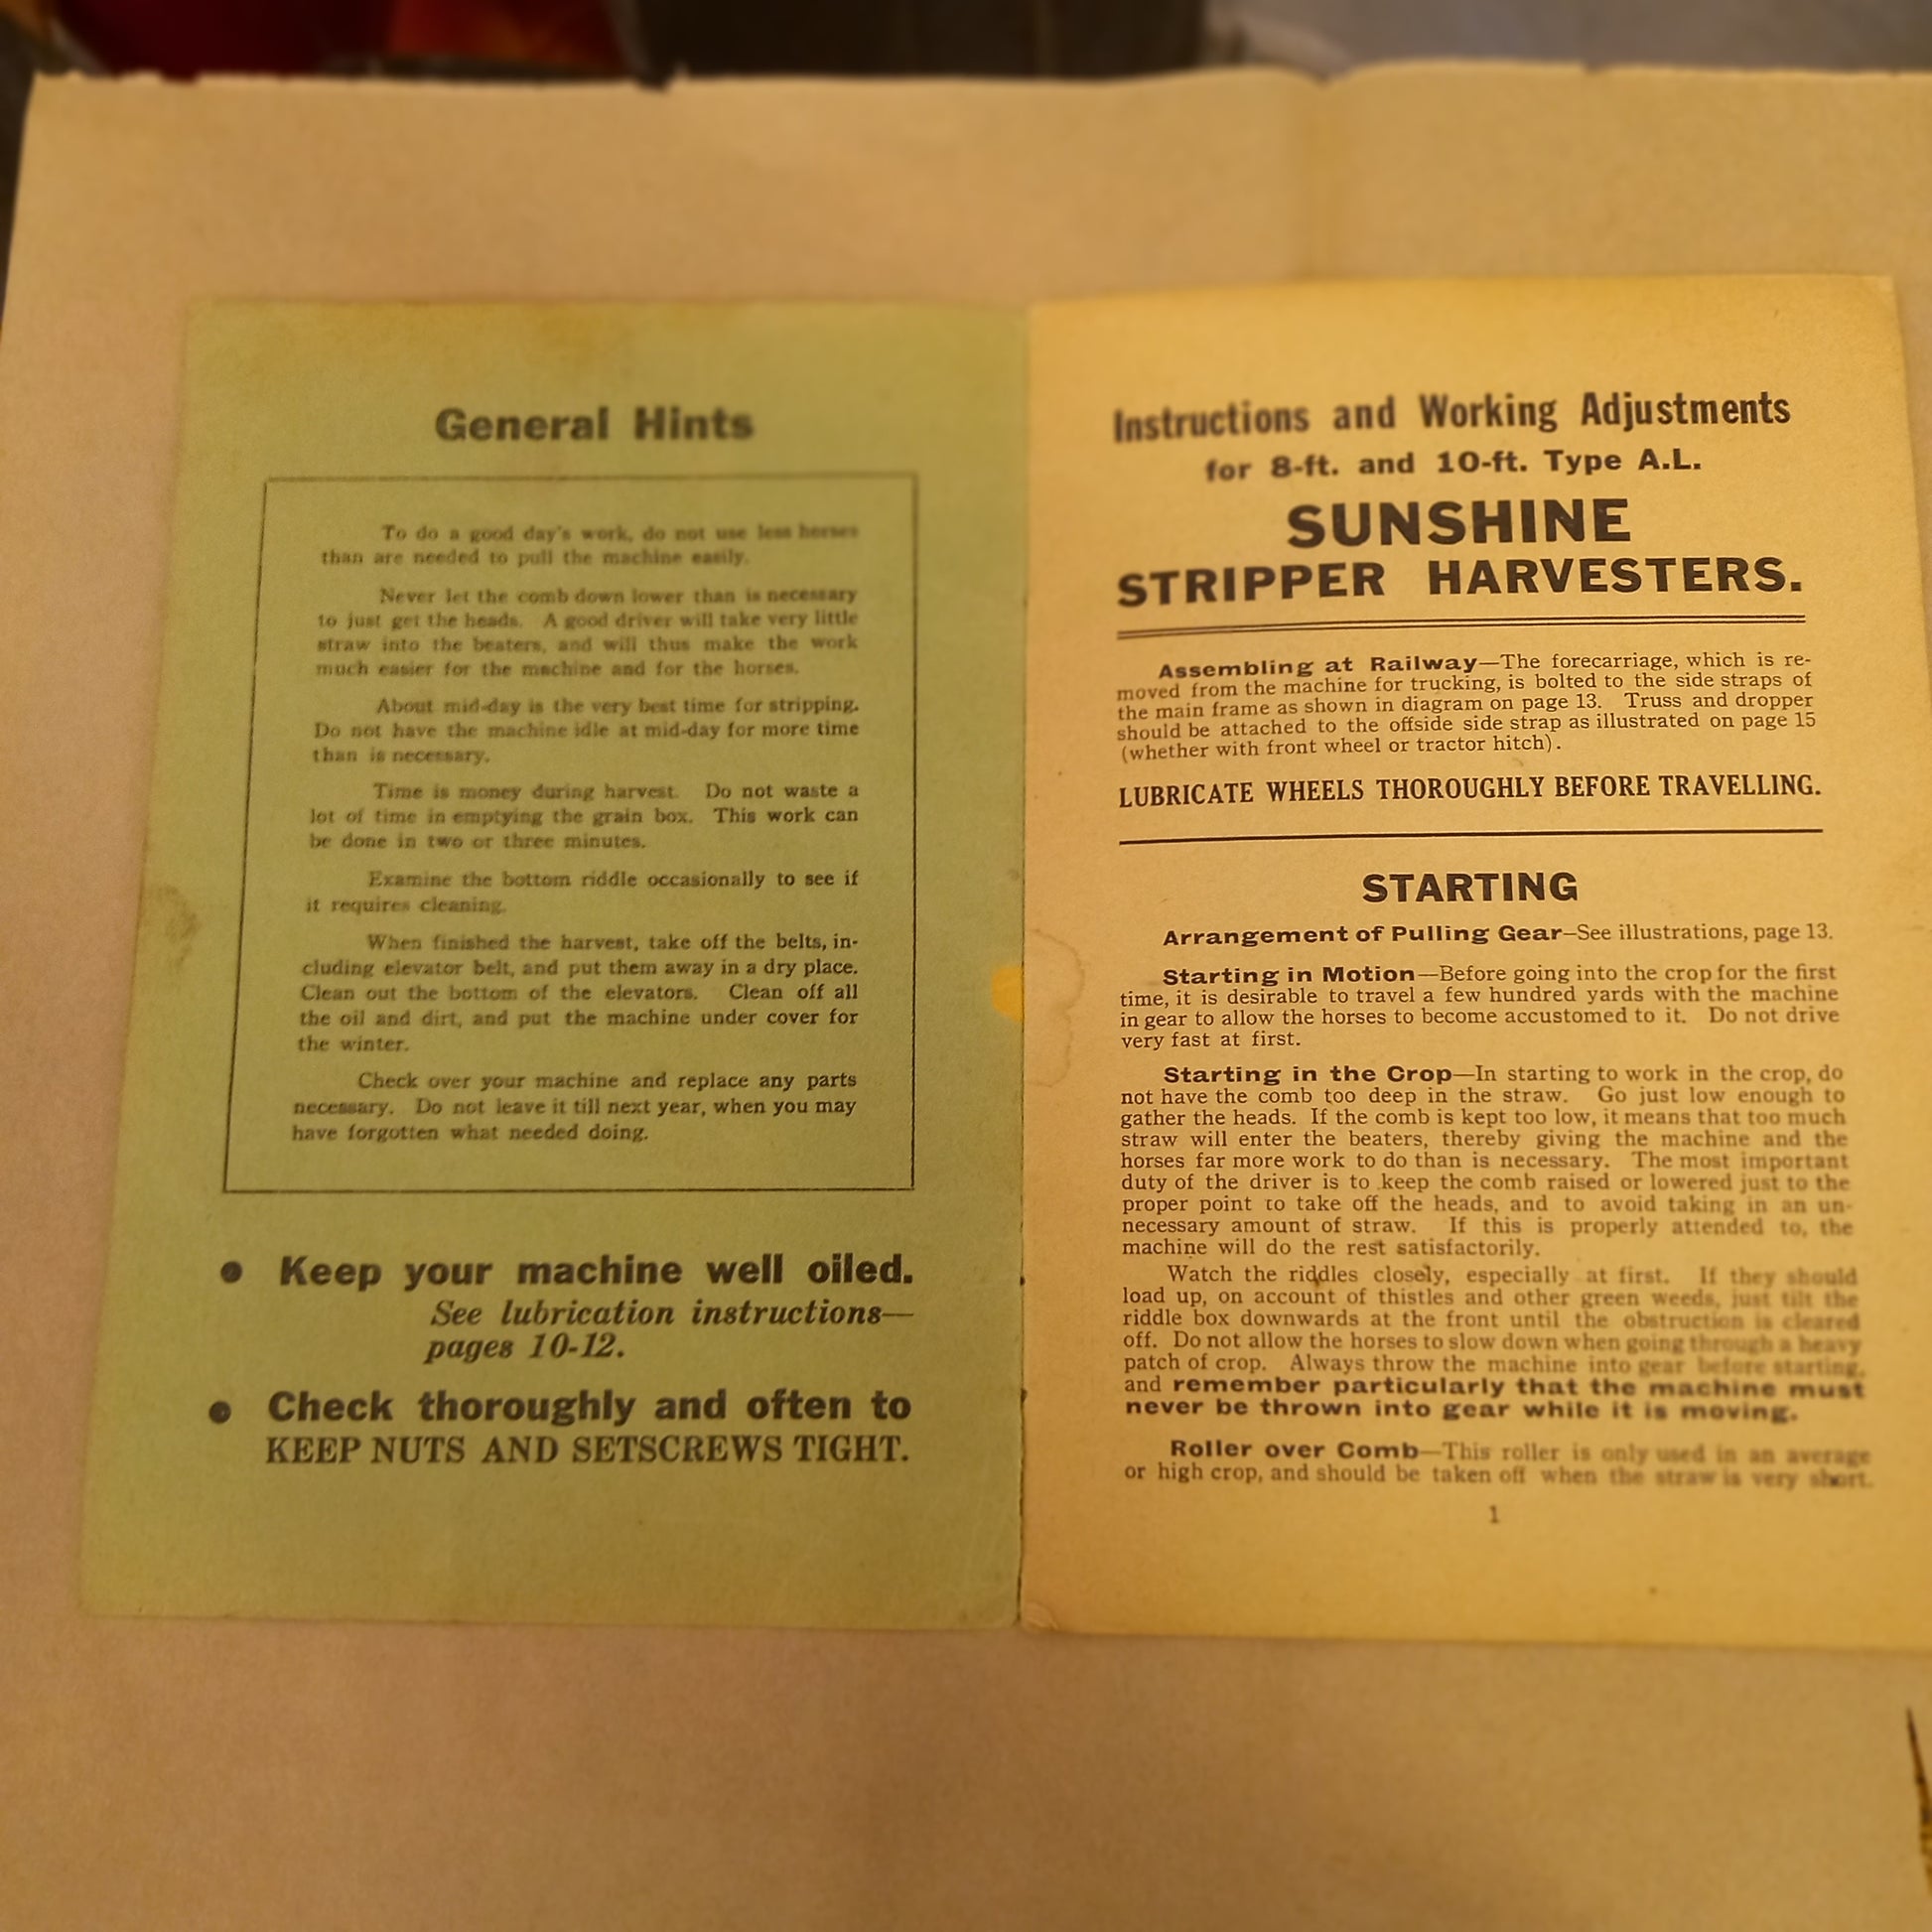 General Hints
To do a good day's work, do not use less horses
than are needed to pull the machine easily.
Never let the comb down lower than is necessary
to just get the heads. A good driver will take very little
straw into the beaters, and will thus make the work
much easier for the machine and for the horses.
About mid-day is the very best time for stripping.
Do not have the machine idle at mid-day for more time
than is necessary.
Time is money during harvest. Do not waste a
lot of time in emptying the grain box. This work can
be done in two or three minutes.
Examine the bottom riddle occasionally to see if
it requires cleaning.
When finished the harvest, take off the belts, in-
cluding elevator belt, and put them away in a dry place.
Clean out the bottom of the elevators. Clean off all
the oil and dirt, and put the machine under cover for
the winter.
Check over your machine and replace any parts
necessary. Do not leave it till next year, when you may
have forgotten what needed doing.
● Keep your machine well oiled.
See lubrication instructions—
pages 10-12.
● Check thoroughly and often to
KEEP NUTS AND SETSCREWS TIGHT.
Instructions and Working Adjustments
for 8-ft. and 10-ft. Type A.L.
SUNSHINE
STRIPPER HARVESTERS.
Assembling at Railway—The forecarriage, which is re-
moved from the machine for trucking, is bolted to the side straps of
the main frame as shown in diagram on page 13. Truss and dropper
should be attached to the offside side strap as illustrated on page 15
(whether with front wheel or tractor hitch).
LUBRICATE WHEELS THOROUGHLY BEFORE TRAVELLING.
STARTING
Arrangement of Pulling Gear—See illustrations, page 13.
Starting in Motion—Before going into the crop for the first
time, it is desirable to travel a few hundred yards with the machine
in gear to allow the horses to become accustomed to it. Do not drive
very fast at first.
Starting in the Crop—In starting to work in the crop, do
not have the comb too deep in the straw. Go just low enough to
gather the heads. If the comb is kept too low, it means that too much
straw will enter the beaters, thereby giving the machine and the
horses far more work to do than is necessary. The most important
duty of the driver is to keep the comb raised or lowered just to the
proper point to take off the heads, and to avoid taking in an un-
necessary amount of straw. If this is properly attended to, the
machine will do the rest satisfactorily.
Watch the riddles closely, especially at first. If they should
load up, on account of thistles and other green weeds, just tilt the
riddle box downwards at the front until the obstruction is cleared
off. Do not allow the horses to slow down when going through a heavy
patch of crop. Always throw the machine into gear before starting,
and remember particularly that the machine must
never be thrown into gear while it is moving.
Roller over Comb—This roller is only used in an average
or high crop, and should be taken off when the straw is very short.
1